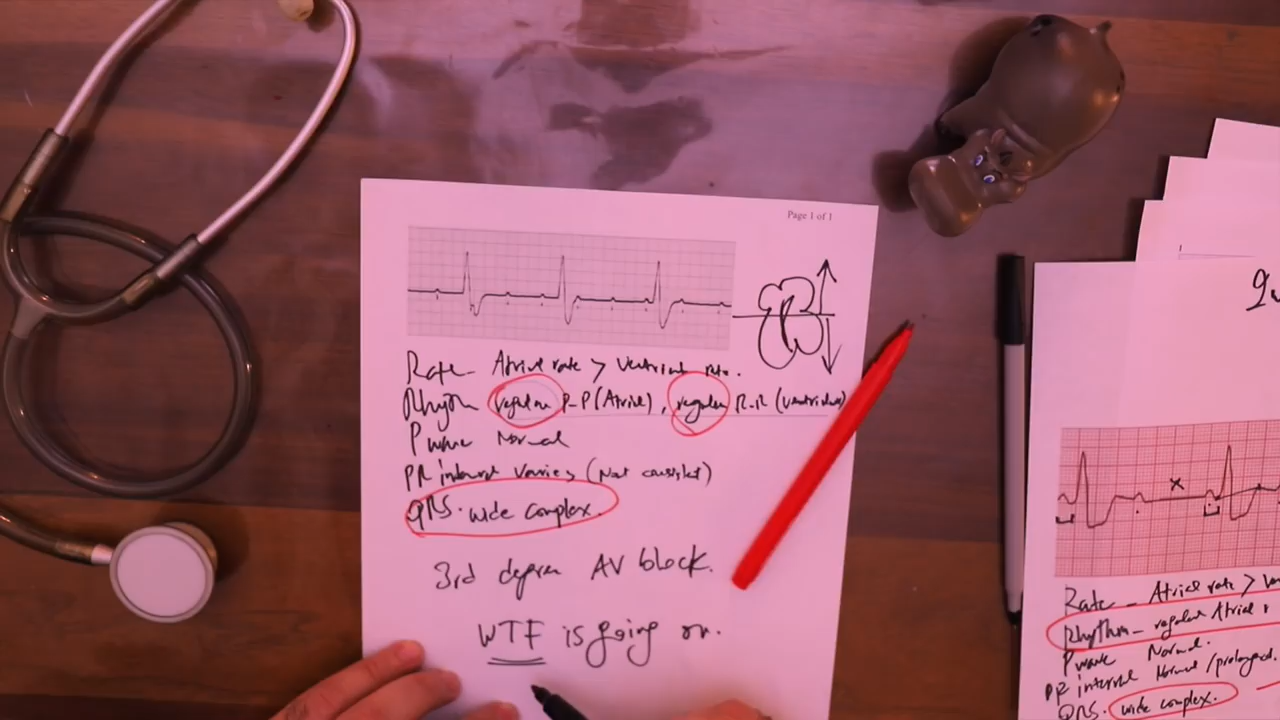 Page 1 of 1
Rate - Atrial rate > Ventricular rate.
Rhythm regular P-P (Atrial), regular R-R (ventricular)
P wave Normal
PR interval varies (Not consistent)
QRS. wide complex.
3rd degree AV block.
WTF is going on.
Rate - Atrial rate >
Rhythm - regular Atrial
P wave Normal.
PR interval Normal / prolonged.
QRS. wide complex.